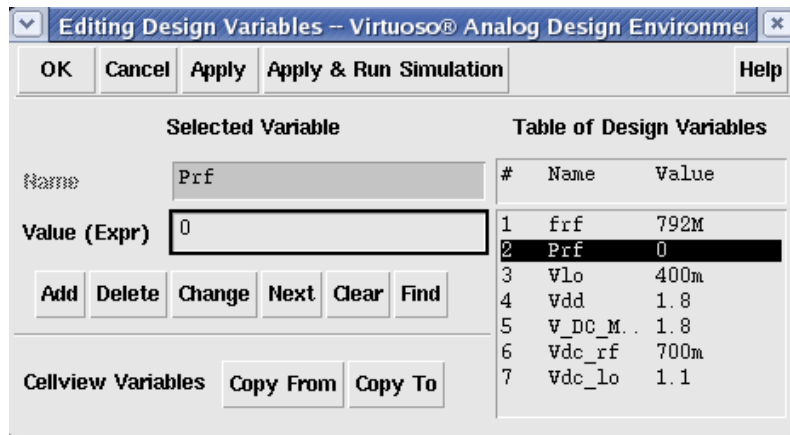 Editing Design Variables -- Virtuoso® Analog Design Environme
OK Cancel Apply Apply & Run Simulation Help
Selected Variable
Name Prf
Value (Expr) 0
Add Delete Change Next Clear Find
Cellview Variables Copy From Copy To
Table of Design Variables
# Name Value
1 frf 792M
2 Prf 0
3 Vlo 400m
4 Vdd 1.8
5 V_DC_M.. 1.8
6 Vdc_rf 700m
7 Vdc_lo 1.1